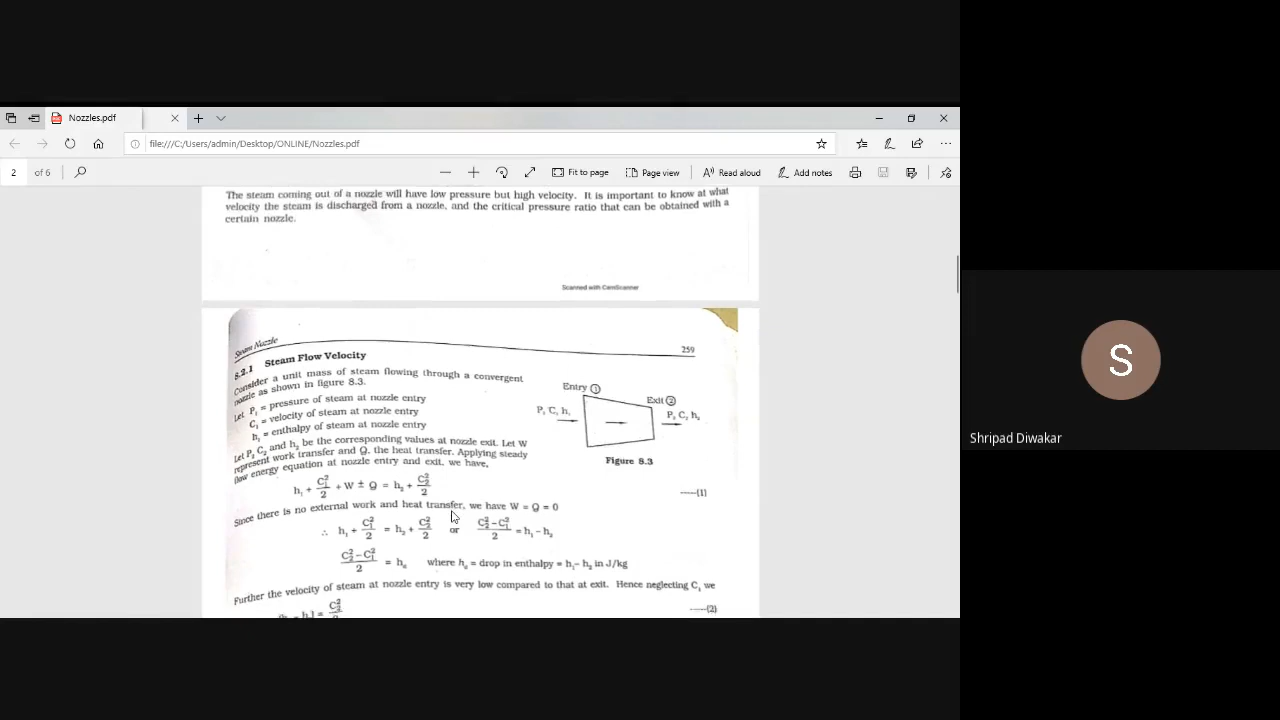 Nozzles.pdf
file:///C:/Users/admin/Desktop/ONLINE/Nozzles.pdf
2 of 6
Fit to page
Page view
Read aloud
Add notes
The steam coming out of a nozzle will have low pressure but high velocity. It is important to know at what
velocity the steam is discharged from a nozzle, and the critical pressure ratio that can be obtained with a
certain nozzle.
Scanned with CamScanner
Steam Nozzle
259
8.2.1 Steam Flow Velocity
Consider a unit mass of steam flowing through a convergent
nozzle as shown in figure 8.3.
Let P₁ = pressure of steam at nozzle entry
C₁ = velocity of steam at nozzle entry
h₁ = enthalpy of steam at nozzle entry
Let P₂ C₂ and h₂ be the corresponding values at nozzle exit. Let W
represent work transfer and Q, the heat transfer. Applying steady
flow energy equation at nozzle entry and exit, we have,
Entry ①
Exit ②
P₁ C₁ h₁
P₂ C₂ h₂
Figure 8.3
h₁ + C₁²/2 + W ± Q = h₂ + C₂²/2
-----(1)
Since there is no external work and heat transfer, we have W = Q = 0
∴ h₁ + C₁²/2 = h₂ + C₂²/2 or C₂²−C₁²/2 = h₁ − h₂
C₂²−C₁²/2 = h_d where h_d = drop in enthalpy = h₁− h₂ in J/kg
Further the velocity of steam at nozzle entry is very low compared to that at exit. Hence neglecting C₁ we
-----(2)
S
Shripad Diwakar